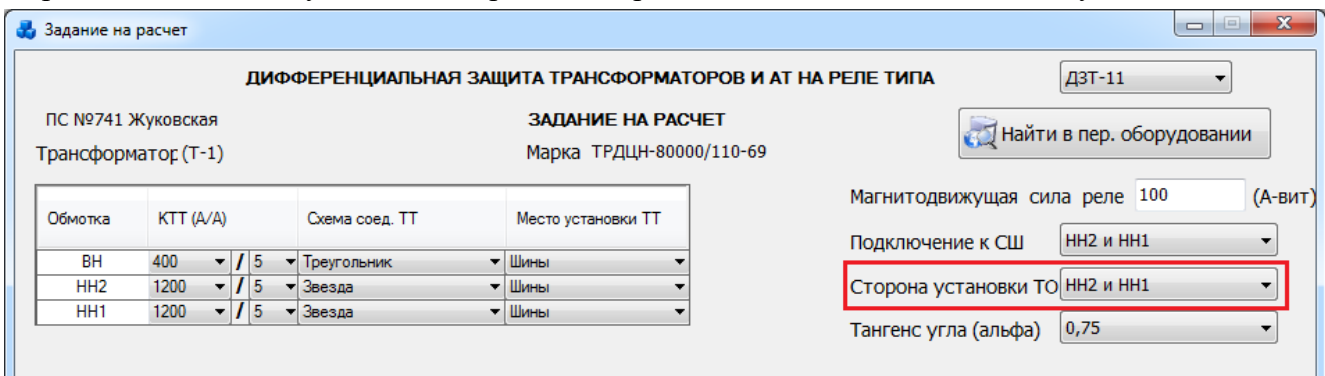 Задание на расчет
ДИФФЕРЕНЦИАЛЬНАЯ ЗАЩИТА ТРАНСФОРМАТОРОВ И АТ НА РЕЛЕ ТИПА ДЗТ-11
ПС №741 Жуковская ЗАДАНИЕ НА РАСЧЕТ Найти в пер. оборудовании
Трансформатор (Т-1) Марка ТРДЦН-80000/110-69
Магнитодвижущая сила реле 100 (А-вит)
Обмотка КТТ (А/А) Схема соед. ТТ Место установки ТТ
Подключение к СШ НН2 и НН1
ВН 400 / 5 Треугольник Шины
НН2 1200 / 5 Звезда Шины
Сторона установки ТО НН2 и НН1
НН1 1200 / 5 Звезда Шины
Тангенс угла (альфа) 0,75